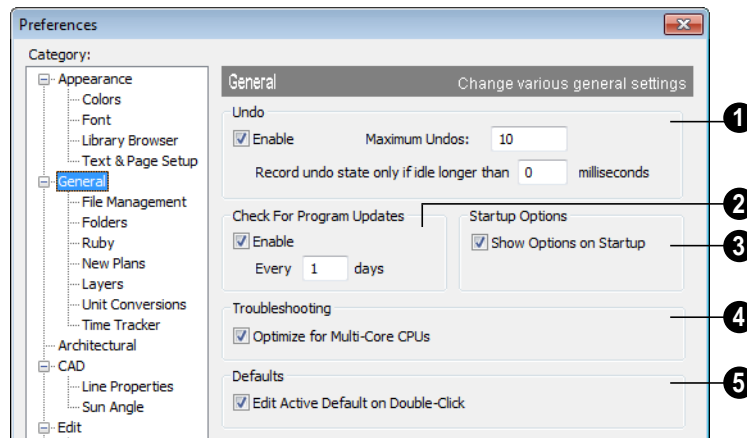 Preferences
Category:
Appearance
Colors
Font
Library Browser
Text & Page Setup
General
File Management
Folders
Ruby
New Plans
Layers
Unit Conversions
Time Tracker
Architectural
CAD
Line Properties
Sun Angle
Edit
General Change various general settings
Undo
Enable Maximum Undos: 10
Record undo state only if idle longer than 0 milliseconds
1
Check For Program Updates
Enable
Every 1 days
2
Startup Options
Show Options on Startup
3
Troubleshooting
Optimize for Multi-Core CPUs
4
Defaults
Edit Active Default on Double-Click
5